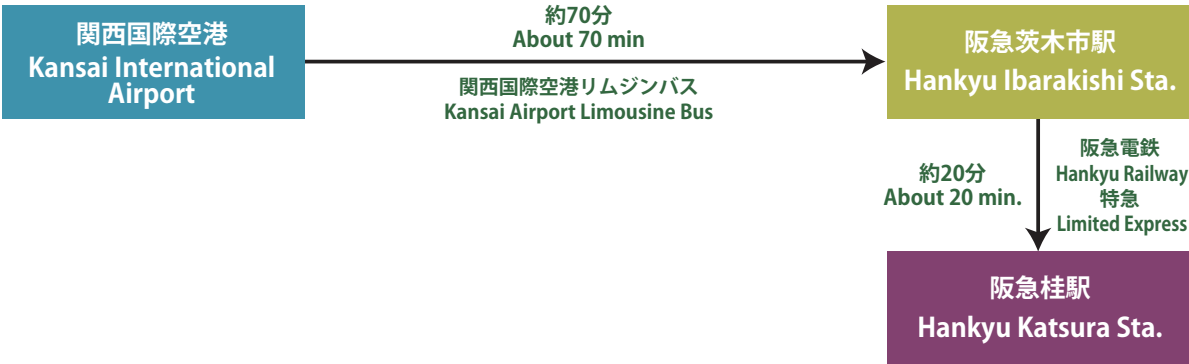 関西国際空港
Kansai International
Airport
約70分
About 70 min
関西国際空港リムジンバス
Kansai Airport Limousine Bus
阪急茨木市駅
Hankyu Ibarakishi Sta.
約20分
About 20 min.
阪急電鉄
Hankyu Railway
特急
Limited Express
阪急桂駅
Hankyu Katsura Sta.